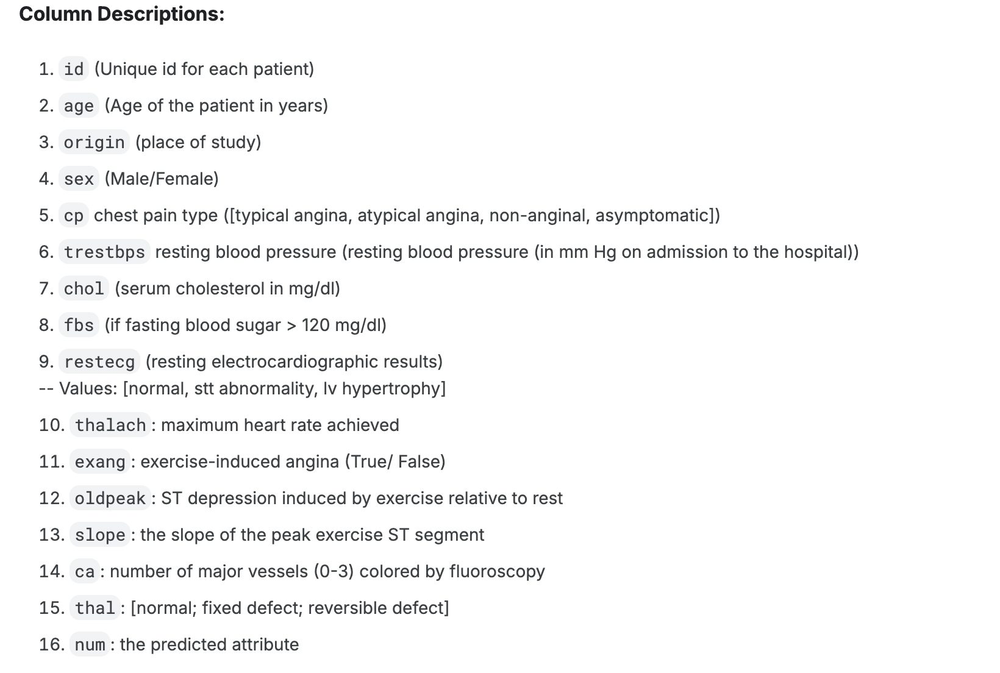 Column Descriptions:
1. id (Unique id for each patient)
2. age (Age of the patient in years)
3. origin (place of study)
4. sex (Male/Female)
5. cp chest pain type ([typical angina, atypical angina, non-anginal, asymptomatic])
6. trestbps resting blood pressure (resting blood pressure (in mm Hg on admission to the hospital))
7. chol (serum cholesterol in mg/dl)
8. fbs (if fasting blood sugar > 120 mg/dl)
9. restecg (resting electrocardiographic results)
-- Values: [normal, stt abnormality, lv hypertrophy]
10. thalach: maximum heart rate achieved
11. exang: exercise-induced angina (True/ False)
12. oldpeak: ST depression induced by exercise relative to rest
13. slope: the slope of the peak exercise ST segment
14. ca: number of major vessels (0-3) colored by fluoroscopy
15. thal: [normal; fixed defect; reversible defect]
16. num: the predicted attribute